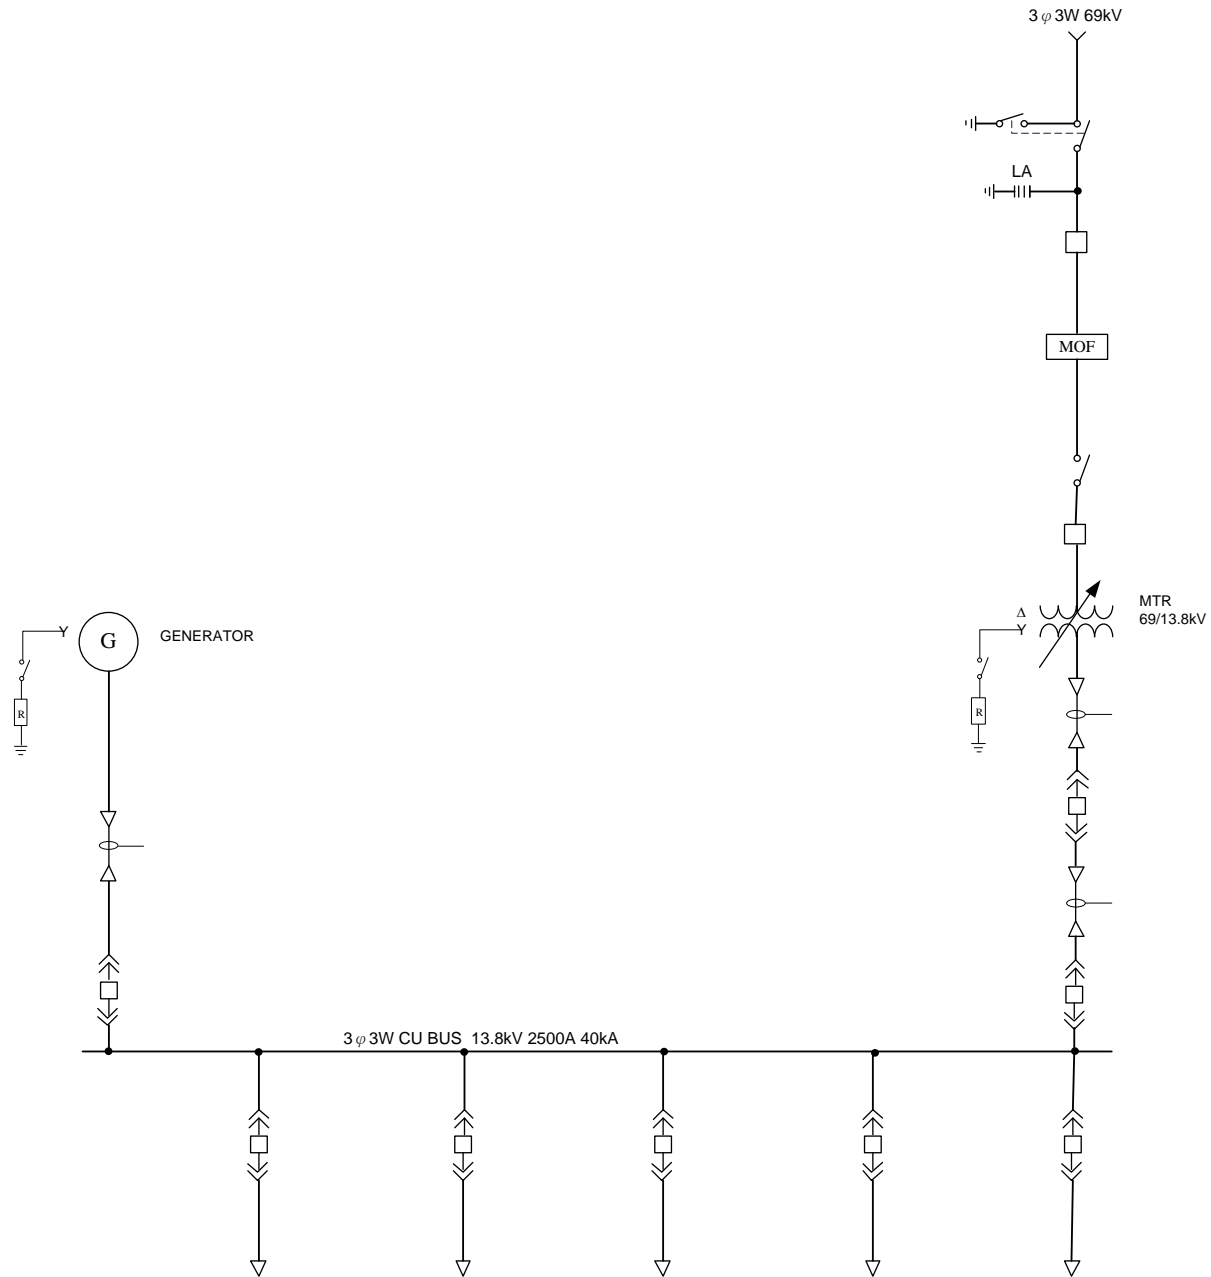 3φ3W 69kV
LA
MOF
Δ
Y
MTR
69/13.8kV
R
Y
G
GENERATOR
R
3φ3W CU BUS 13.8kV 2500A 40kA